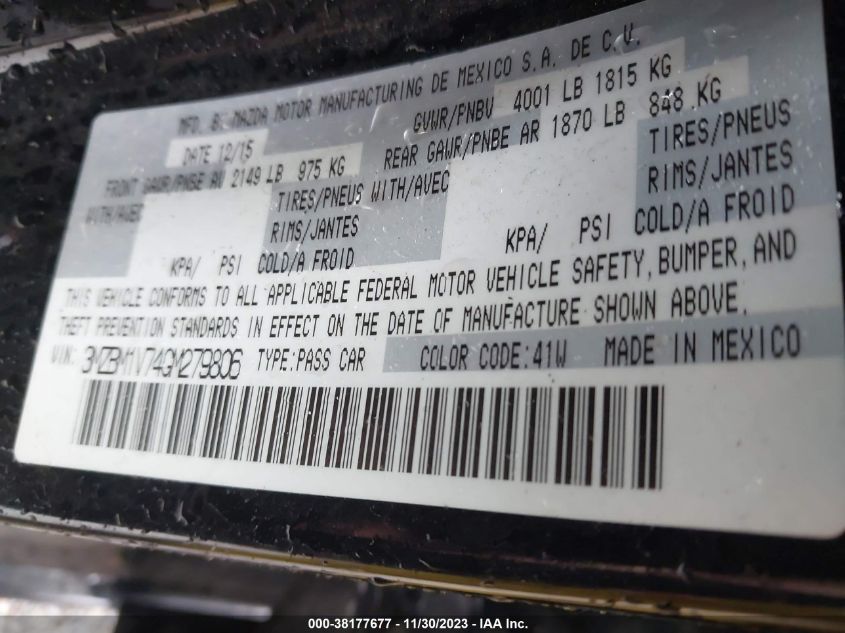 MFD. BY MAZDA MOTOR MANUFACTURING DE MEXICO S.A. DE C.V.
DATE 12/15 GVWR/PNBV 4001 LB 1815 KG
FRONT GAWR/PNBE AV 2149 LB 975 KG REAR GAWR/PNBE AR 1870 LB 848 KG
WITH/AVEC TIRES/PNEUS WITH/AVEC TIRES/PNEUS
RIMS/JANTES RIMS/JANTES
KPA/ PSI COLD/A FROID KPA/ PSI COLD/A FROID
THIS VEHICLE CONFORMS TO ALL APPLICABLE FEDERAL MOTOR VEHICLE SAFETY, BUMPER, AND
THEFT PREVENTION STANDARDS IN EFFECT ON THE DATE OF MANUFACTURE SHOWN ABOVE.
VIN: 3MZBM1V74GM279806 TYPE:PASS CAR COLOR CODE:41W MADE IN MEXICO
000-38177677 - 11/30/2023 - IAA Inc.